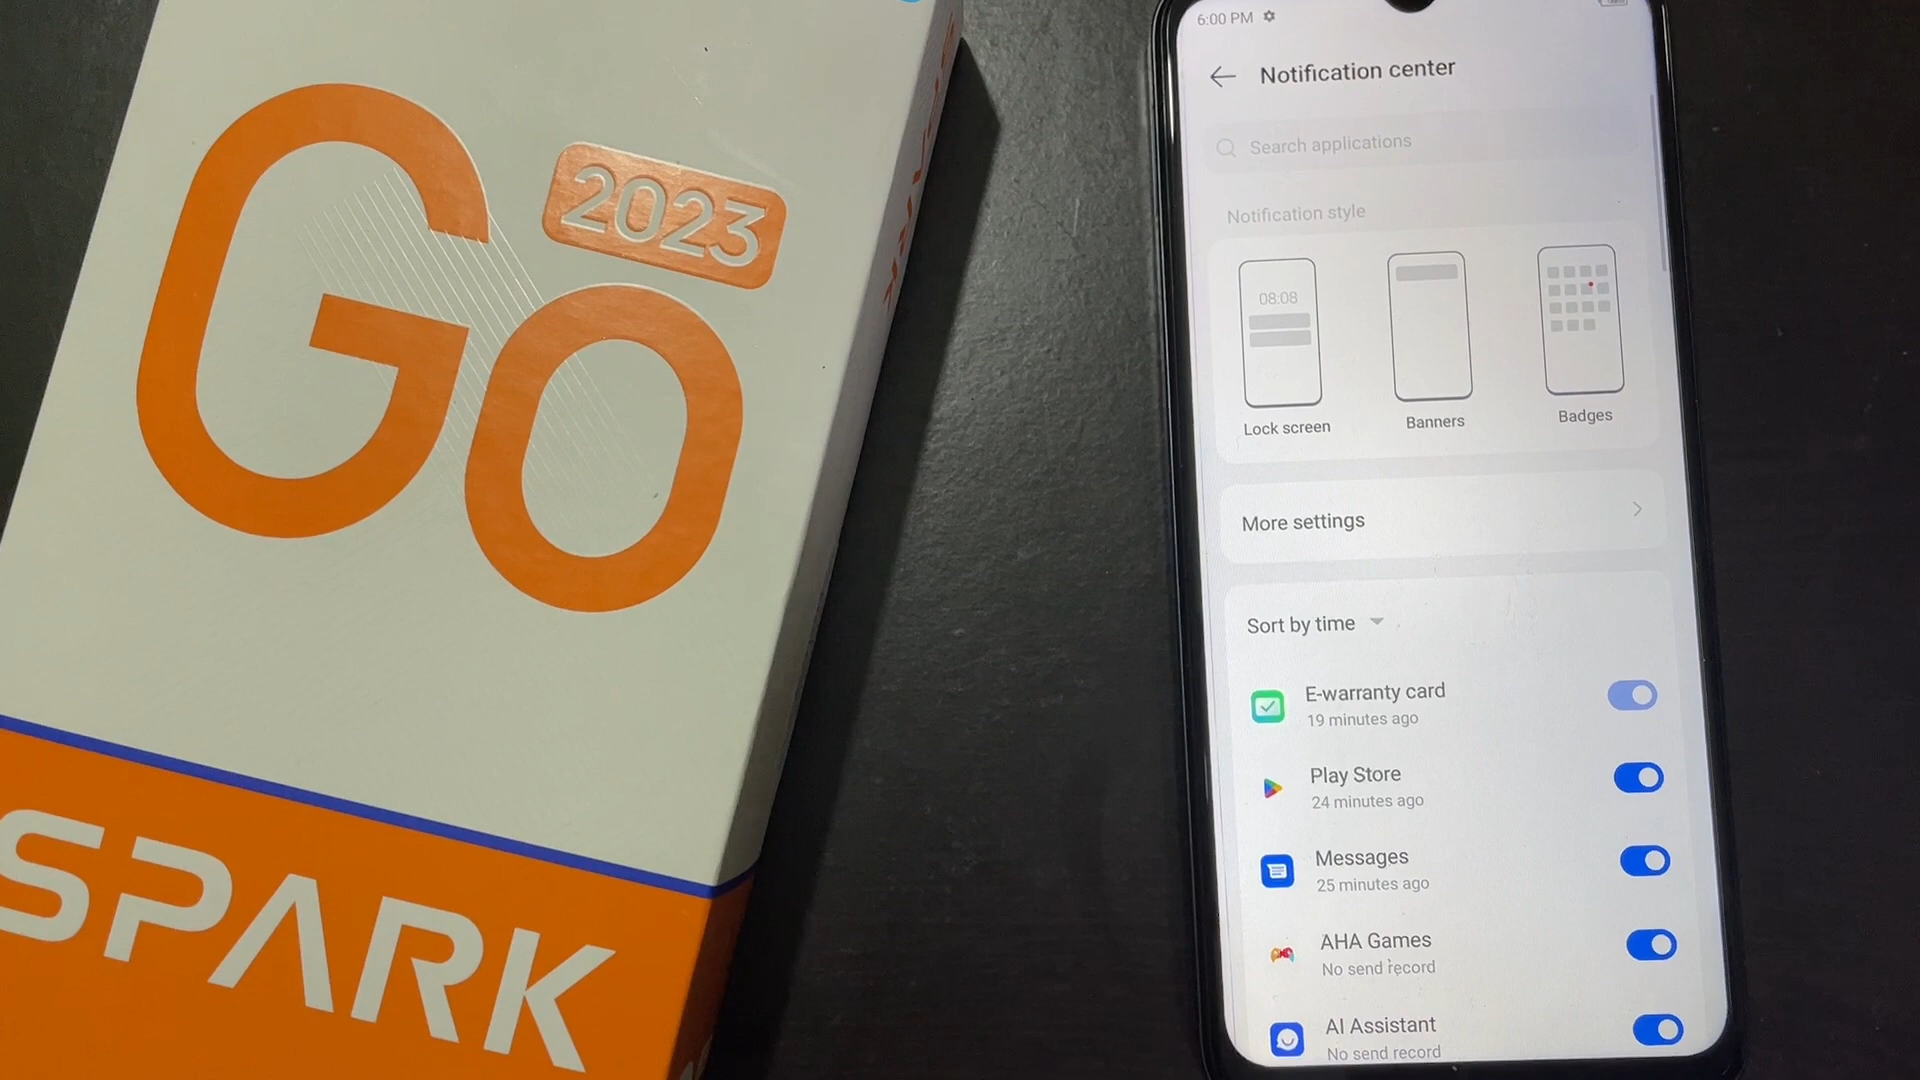 Go
2023
SPARK
SPARK
6:00 PM
Notification center
Search applications
Notification style
08:08
Lock screen
Banners
Badges
More settings
Sort by time
E-warranty card
19 minutes ago
Play Store
24 minutes ago
Messages
25 minutes ago
AHA Games
No send record
AI Assistant
No send record